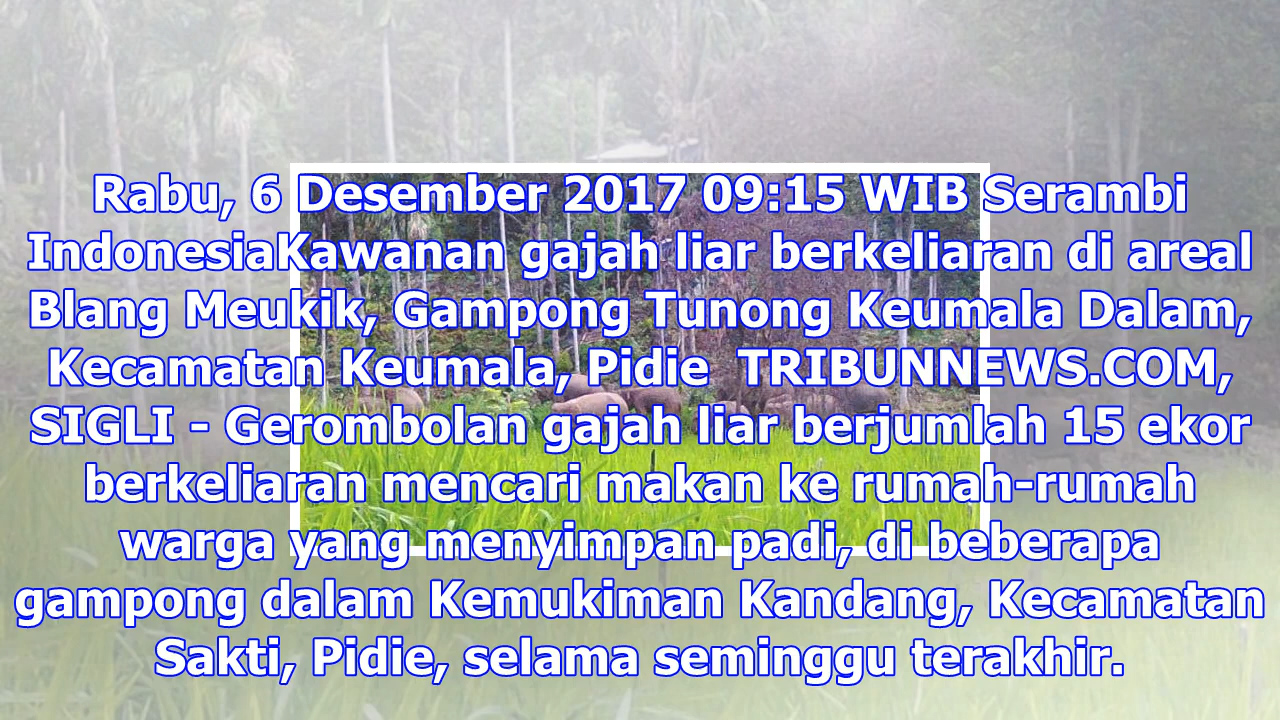 Rabu, 6 Desember 2017 09:15 WIB Serambi
IndonesiaKawanan gajah liar berkeliaran di areal
Blang Meukik, Gampong Tunong Keumala Dalam,
Kecamatan Keumala, Pidie  TRIBUNNEWS.COM,
SIGLI - Gerombolan gajah liar berjumlah 15 ekor
berkeliaran mencari makan ke rumah-rumah
warga yang menyimpan padi, di beberapa
gampong dalam Kemukiman Kandang, Kecamatan
Sakti, Pidie, selama seminggu terakhir.